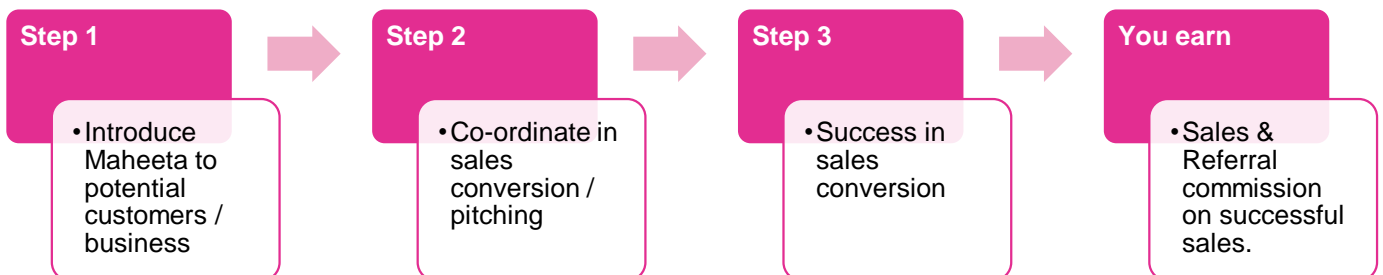 Step 1
•Introduce
Maheeta to
potential
customers /
business
Step 2
•Co-ordinate in
sales
conversion /
pitching
Step 3
•Success in
sales
conversion
You earn
•Sales &
Referral
commission
on successful
sales.